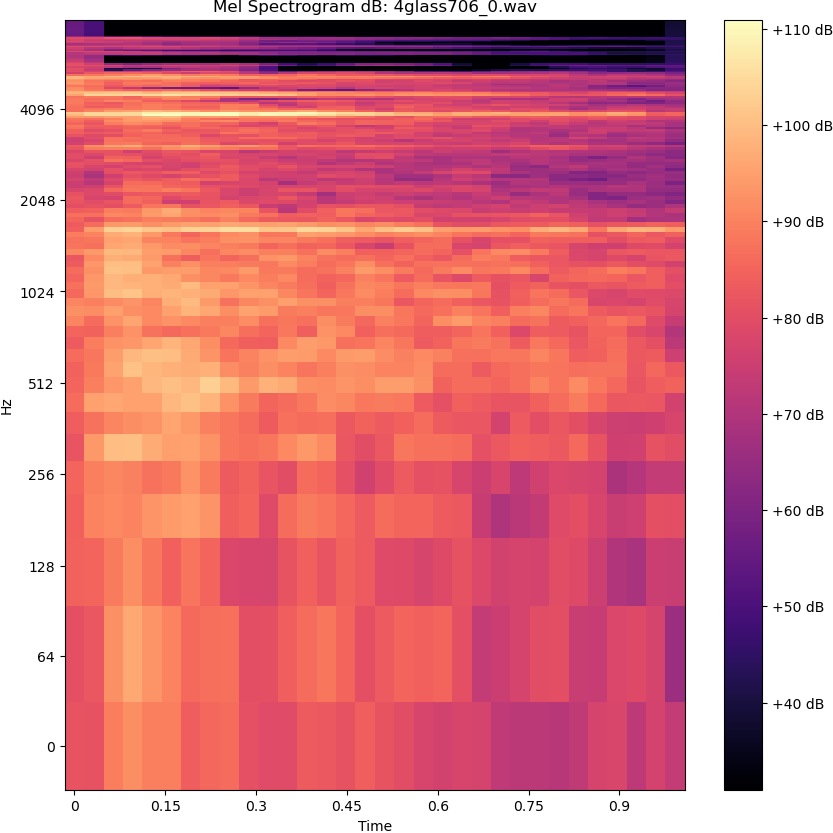 Mel Spectrogram dB: 4glass706_0.wav
+110 dB
+100 dB
+90 dB
+80 dB
+70 dB
+60 dB
+50 dB
+40 dB
Hz
4096
2048
1024
512
256
128
64
0
0 0.15 0.3 0.45 0.6 0.75 0.9
Time